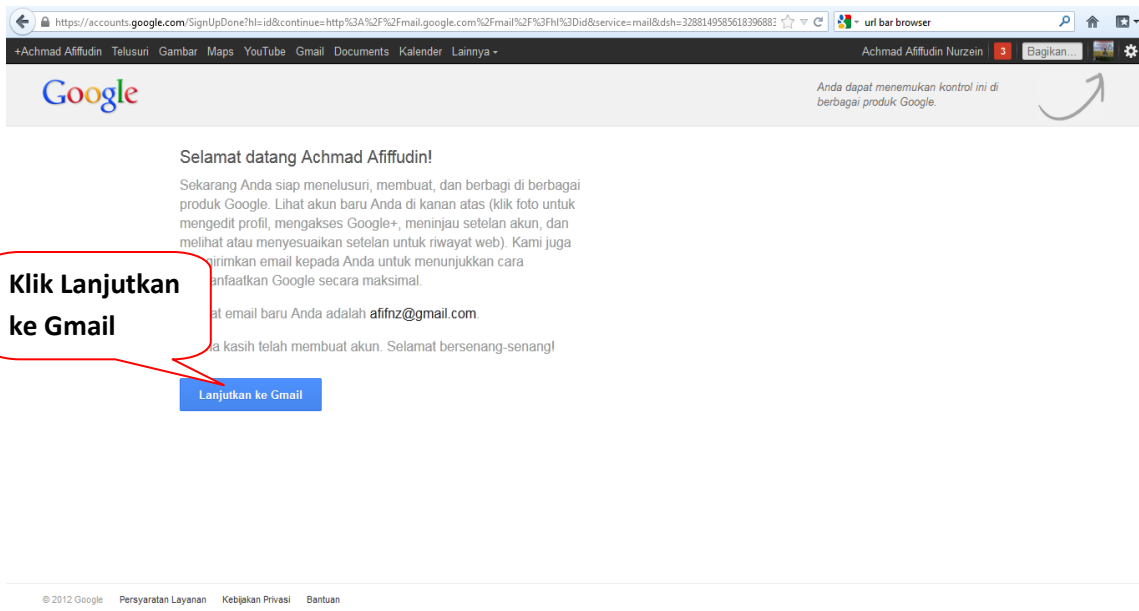 https://accounts.google.com/SignUpDone?hl=id&continue=http%3A%2F%2Fmail.google.com%2Fmail%2F%3Fhl%3Did&service=mail&dsh=3288149585618396883
url bar browser
+Achmad Afiffudin Telusuri Gambar Maps YouTube Gmail Documents Kalender Lainnya
Achmad Afiffudin Nurzein 3 Bagikan...
Google
Anda dapat menemukan kontrol ini di
berbagai produk Google.
Selamat datang Achmad Afiffudin!
Sekarang Anda siap menelusuri, membuat, dan berbagi di berbagai
produk Google. Lihat akun baru Anda di kanan atas (klik foto untuk
mengedit profil, mengakses Google+, meninjau setelan akun, dan
melihat atau menyesuaikan setelan untuk riwayat web). Kami juga
girimkan email kepada Anda untuk menunjukkan cara
anfaatkan Google secara maksimal.
Klik Lanjutkan
ke Gmail
at email baru Anda adalah afifnz@gmail.com.
a kasih telah membuat akun. Selamat bersenang-senang!
Lanjutkan ke Gmail
© 2012 Google Persyaratan Layanan Kebijakan Privasi Bantuan